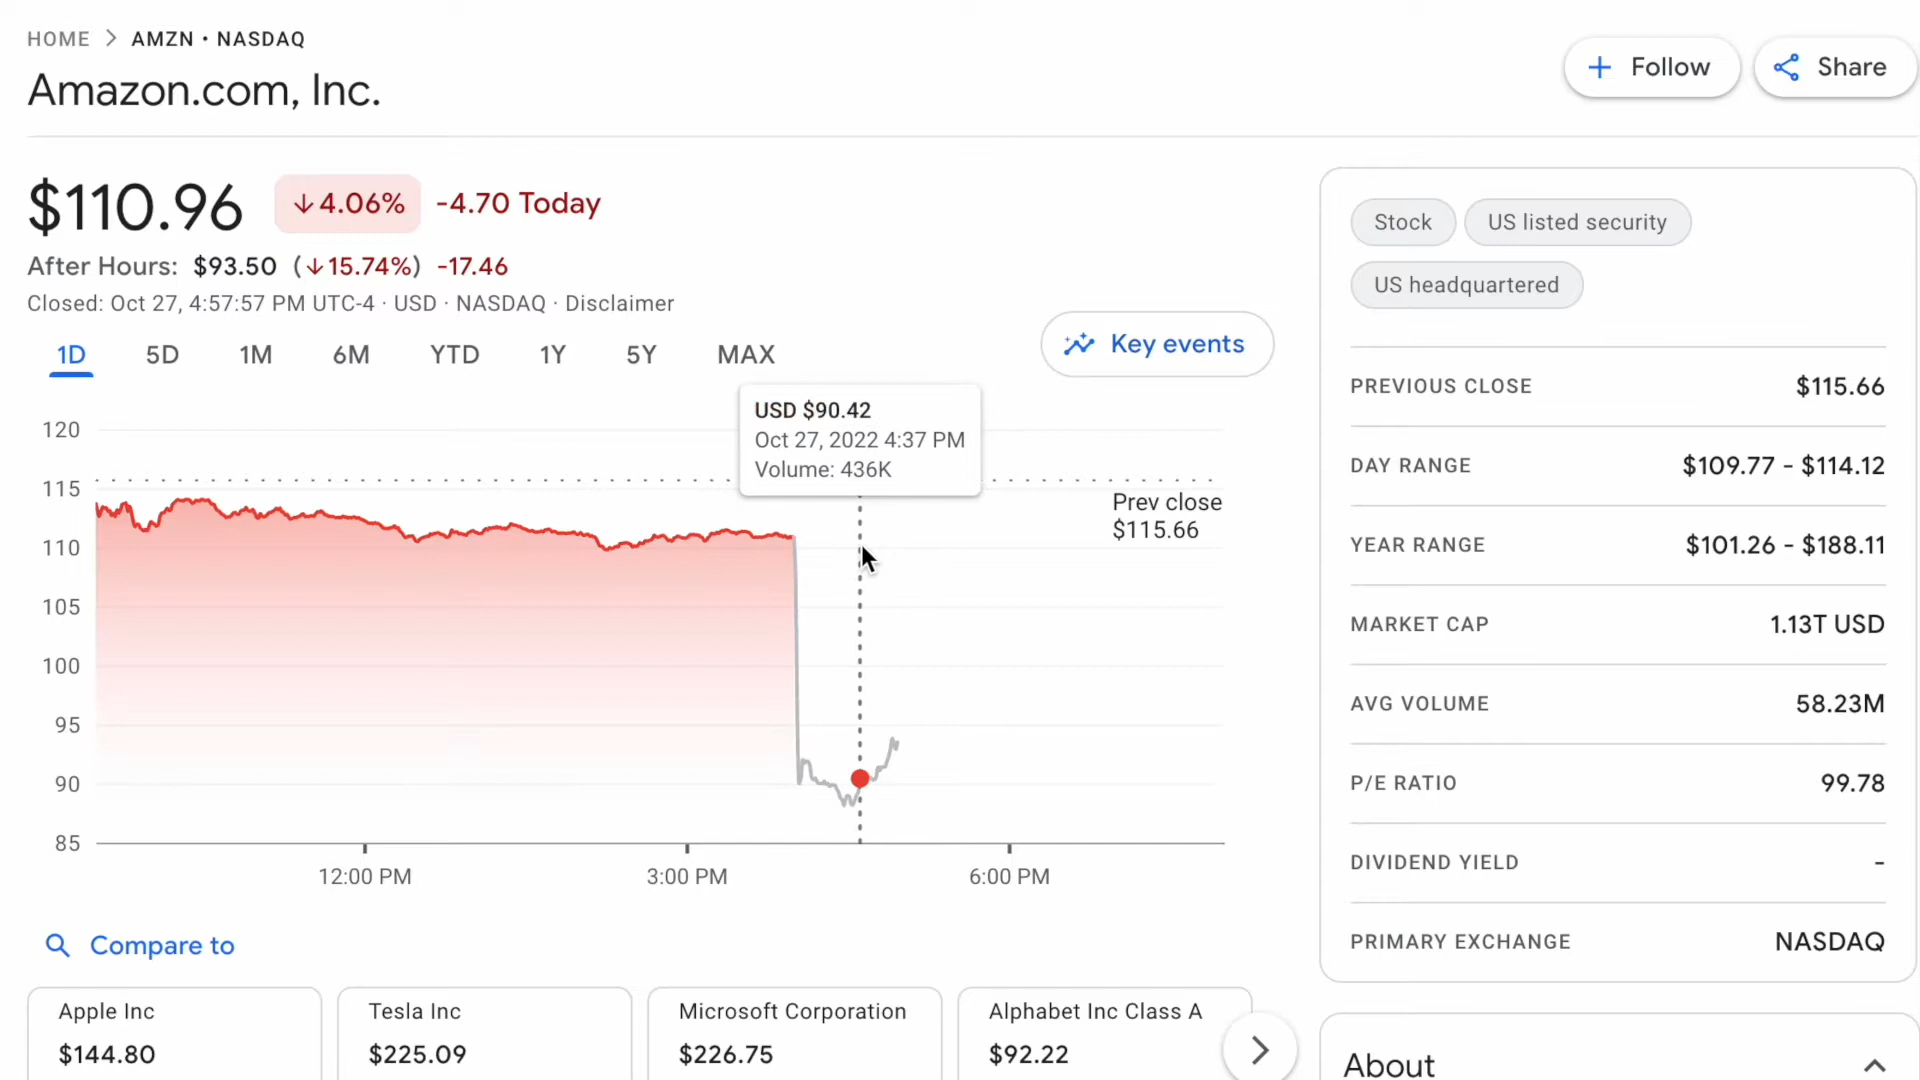 HOME > AMZN • NASDAQ
Amazon.com, Inc.
Follow
Share
$110.96 ↓4.06% -4.70 Today
After Hours: $93.50 (↓15.74%) -17.46
Closed: Oct 27, 4:57:57 PM UTC-4 · USD · NASDAQ · Disclaimer
1D 5D 1M 6M YTD 1Y 5Y MAX
Key events
USD $90.42
Oct 27, 2022 4:37 PM
Volume: 436K
Prev close
$115.66
120
115
110
105
100
95
90
85
12:00 PM 3:00 PM 6:00 PM
Compare to
Apple Inc
$144.80
Tesla Inc
$225.09
Microsoft Corporation
$226.75
Alphabet Inc Class A
$92.22
Stock
US listed security
US headquartered
PREVIOUS CLOSE $115.66
DAY RANGE $109.77 - $114.12
YEAR RANGE $101.26 - $188.11
MARKET CAP 1.13T USD
AVG VOLUME 58.23M
P/E RATIO 99.78
DIVIDEND YIELD -
PRIMARY EXCHANGE NASDAQ
About